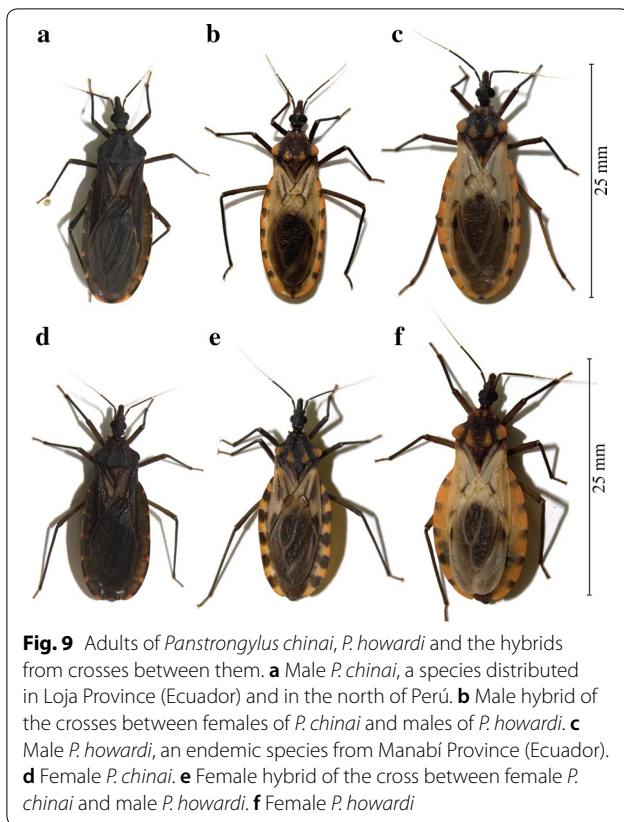 a
b
c
25 mm
d
e
f
25 mm
Fig. 9 Adults of Panstrongylus chinai, P. howardi and the hybrids
from crosses between them. a Male P. chinai, a species distributed
in Loja Province (Ecuador) and in the north of Perú. b Male hybrid of
the crosses between females of P. chinai and males of P. howardi. c
Male P. howardi, an endemic species from Manabí Province (Ecuador).
d Female P. chinai. e Female hybrid of the cross between female P.
chinai and male P. howardi. f Female P. howardi